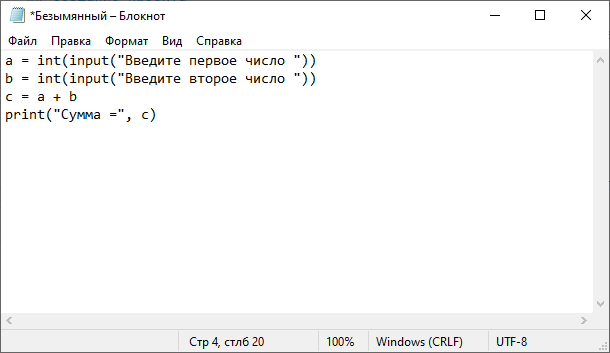 *Безымянный – Блокнот
Файл Правка Формат Вид Справка
a = int(input("Введите первое число "))
b = int(input("Введите второе число "))
c = a + b
print("Сумма =", c)
Стр 4, стлб 20 100% Windows (CRLF) UTF-8